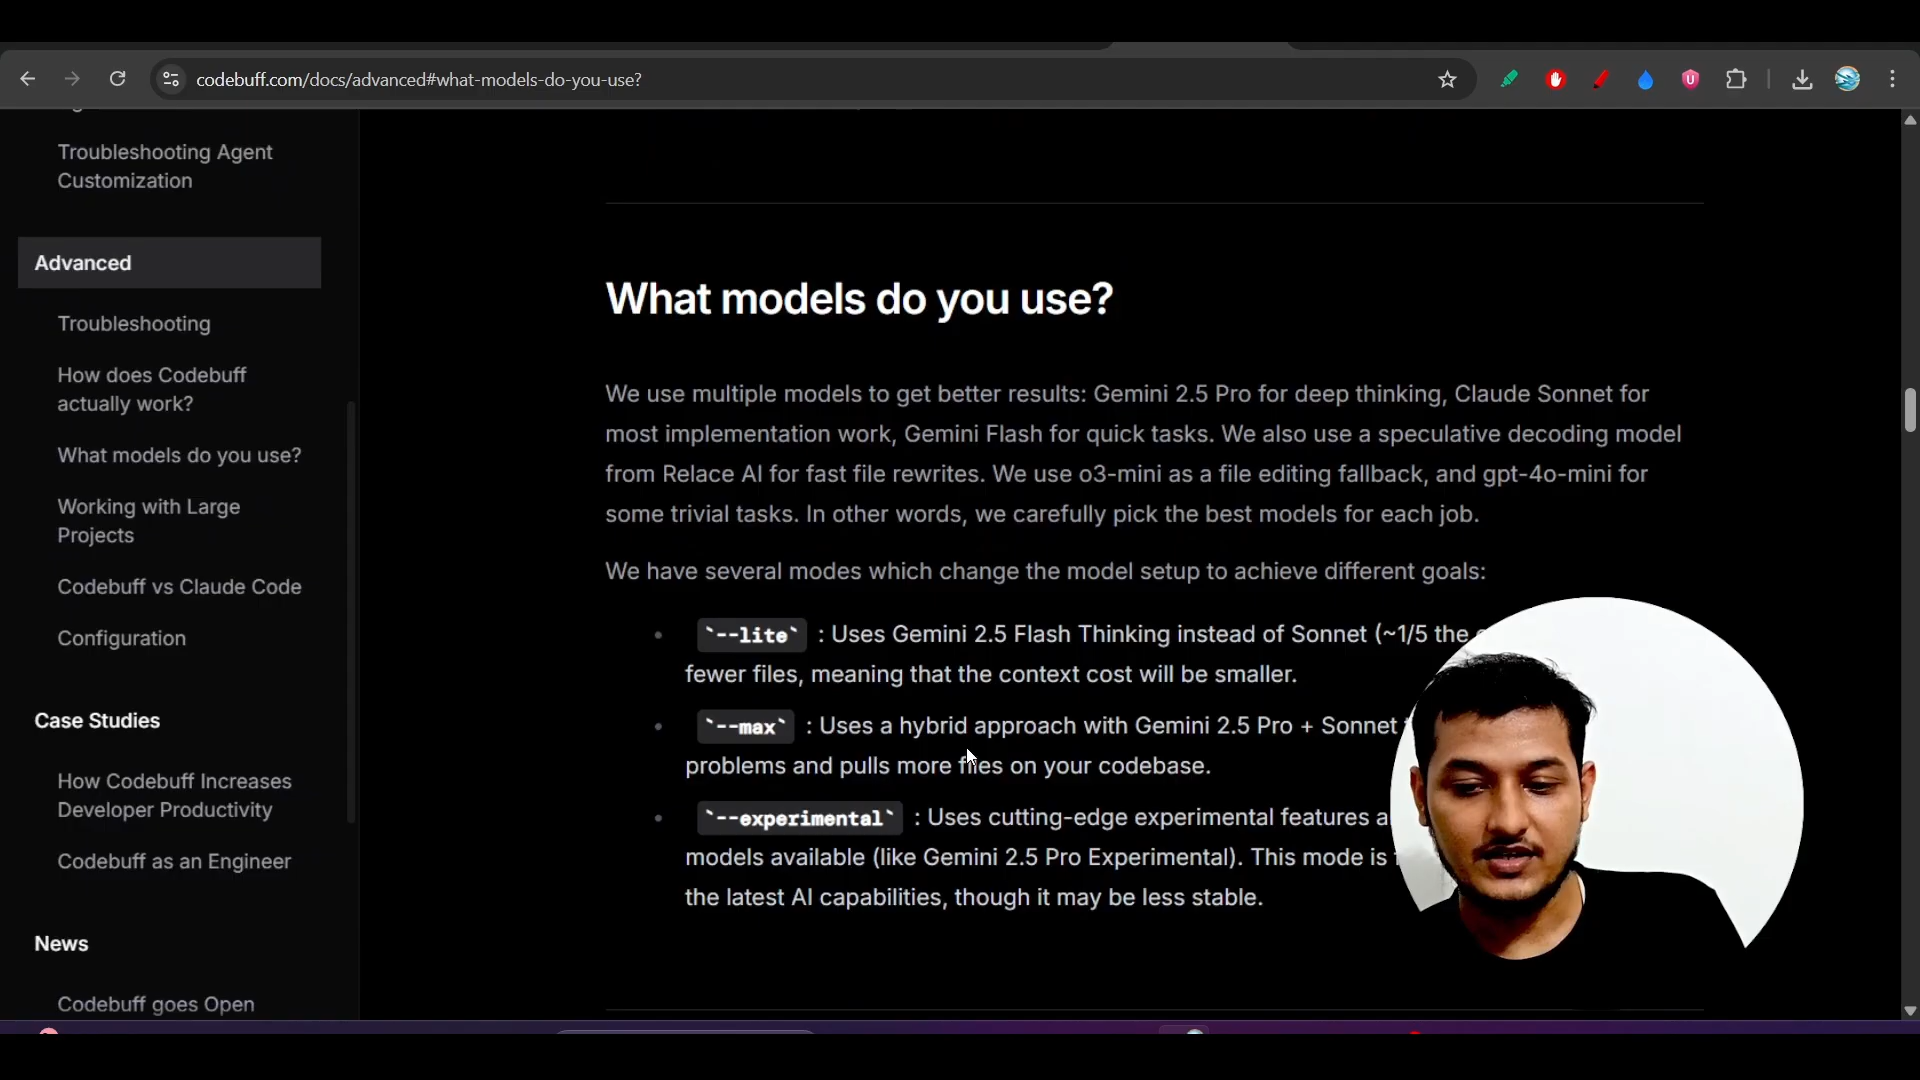 codebuff.com/docs/advanced#what-models-do-you-use?
Troubleshooting Agent
Customization
Advanced
Troubleshooting
How does Codebuff
actually work?
What models do you use?
Working with Large
Projects
Codebuff vs Claude Code
Configuration
Case Studies
How Codebuff Increases
Developer Productivity
Codebuff as an Engineer
News
Codebuff goes Open
What models do you use?
We use multiple models to get better results: Gemini 2.5 Pro for deep thinking, Claude Sonnet for
most implementation work, Gemini Flash for quick tasks. We also use a speculative decoding model
from Relace AI for fast file rewrites. We use o3-mini as a file editing fallback, and gpt-4o-mini for
some trivial tasks. In other words, we carefully pick the best models for each job.
We have several modes which change the model setup to achieve different goals:
`--lite` : Uses Gemini 2.5 Flash Thinking instead of Sonnet (~1/5 the
fewer files, meaning that the context cost will be smaller.
`--max` : Uses a hybrid approach with Gemini 2.5 Pro + Sonnet
problems and pulls more files on your codebase.
`--experimental` : Uses cutting-edge experimental features
models available (like Gemini 2.5 Pro Experimental). This mode is
the latest AI capabilities, though it may be less stable.